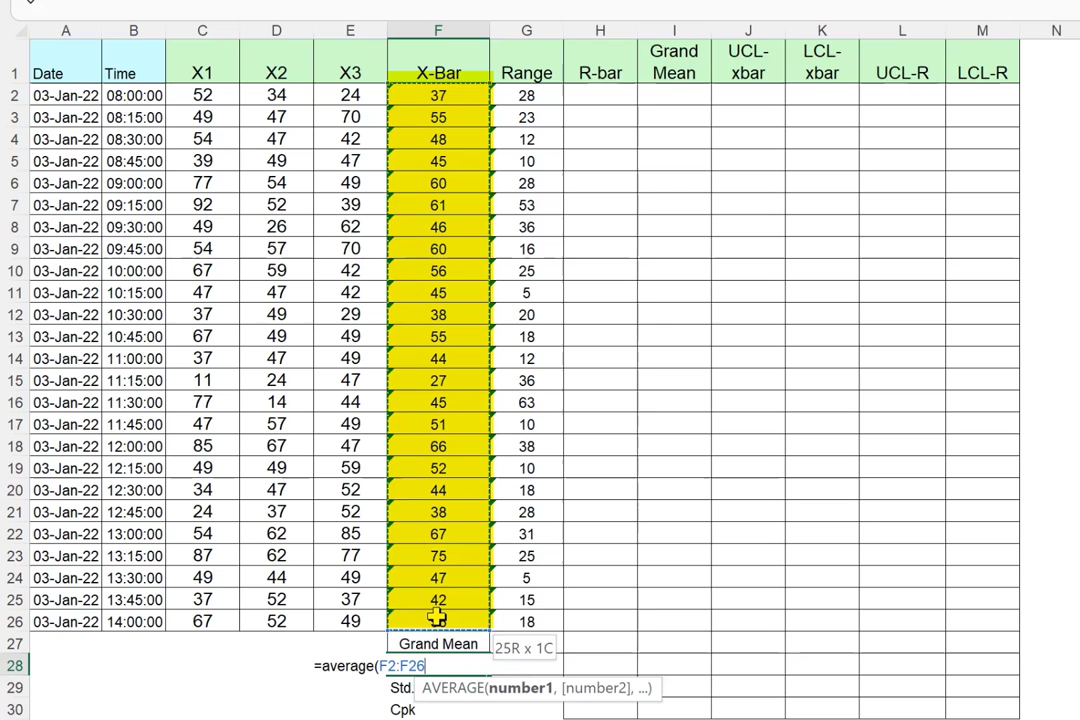 A B C D E F G H I J K L M N
1 Date Time X1 X2 X3 X-Bar Range R-bar Grand Mean UCL-xbar LCL-xbar UCL-R LCL-R
2 03-Jan-22 08:00:00 52 34 24 37 28
3 03-Jan-22 08:15:00 49 47 70 55 23
4 03-Jan-22 08:30:00 54 47 42 48 12
5 03-Jan-22 08:45:00 39 49 47 45 10
6 03-Jan-22 09:00:00 77 54 49 60 28
7 03-Jan-22 09:15:00 92 52 39 61 53
8 03-Jan-22 09:30:00 49 26 62 46 36
9 03-Jan-22 09:45:00 54 57 70 60 16
10 03-Jan-22 10:00:00 67 59 42 56 25
11 03-Jan-22 10:15:00 47 47 42 45 5
12 03-Jan-22 10:30:00 37 49 29 38 20
13 03-Jan-22 10:45:00 67 49 49 55 18
14 03-Jan-22 11:00:00 37 47 49 44 12
15 03-Jan-22 11:15:00 11 24 47 27 36
16 03-Jan-22 11:30:00 77 14 44 45 63
17 03-Jan-22 11:45:00 47 57 49 51 10
18 03-Jan-22 12:00:00 85 67 47 66 38
19 03-Jan-22 12:15:00 49 49 59 52 10
20 03-Jan-22 12:30:00 34 47 52 44 18
21 03-Jan-22 12:45:00 24 37 52 38 28
22 03-Jan-22 13:00:00 54 62 85 67 31
23 03-Jan-22 13:15:00 87 62 77 75 25
24 03-Jan-22 13:30:00 49 44 49 47 5
25 03-Jan-22 13:45:00 37 52 37 42 15
26 03-Jan-22 14:00:00 67 52 49 18
27 Grand Mean 25R x 1C
28 =average(F2:F26
29 Std. AVERAGE(number1, [number2], ...)
30 Cpk